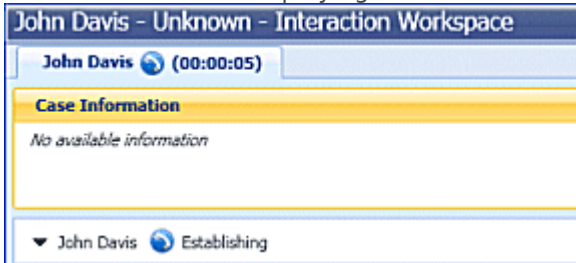 John Davis - Unknown - Interaction Workspace
John Davis (00:00:05)
Case Information
No available information
John Davis Establishing